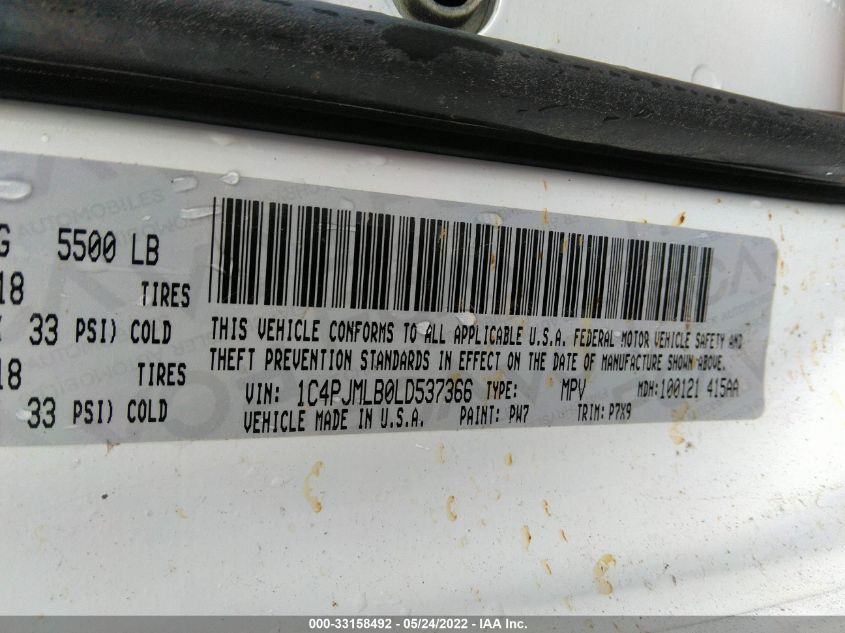 G 5500 LB
18 TIRES
33 PSI) COLD
18 TIRES
33 PSI) COLD
THIS VEHICLE CONFORMS TO ALL APPLICABLE U.S.A. FEDERAL MOTOR VEHICLE SAFETY AND
THEFT PREVENTION STANDARDS IN EFFECT ON THE DATE OF MANUFACTURE SHOWN ABOVE.
VIN: 1C4PJMLB0LD537366 TYPE: MPV MDH: 100121 415AA
VEHICLE MADE IN U.S.A. PAINT: PW7 TRIM: P7X9
AUTOMOBILES
000-33158492 - 05/24/2022 - IAA Inc.